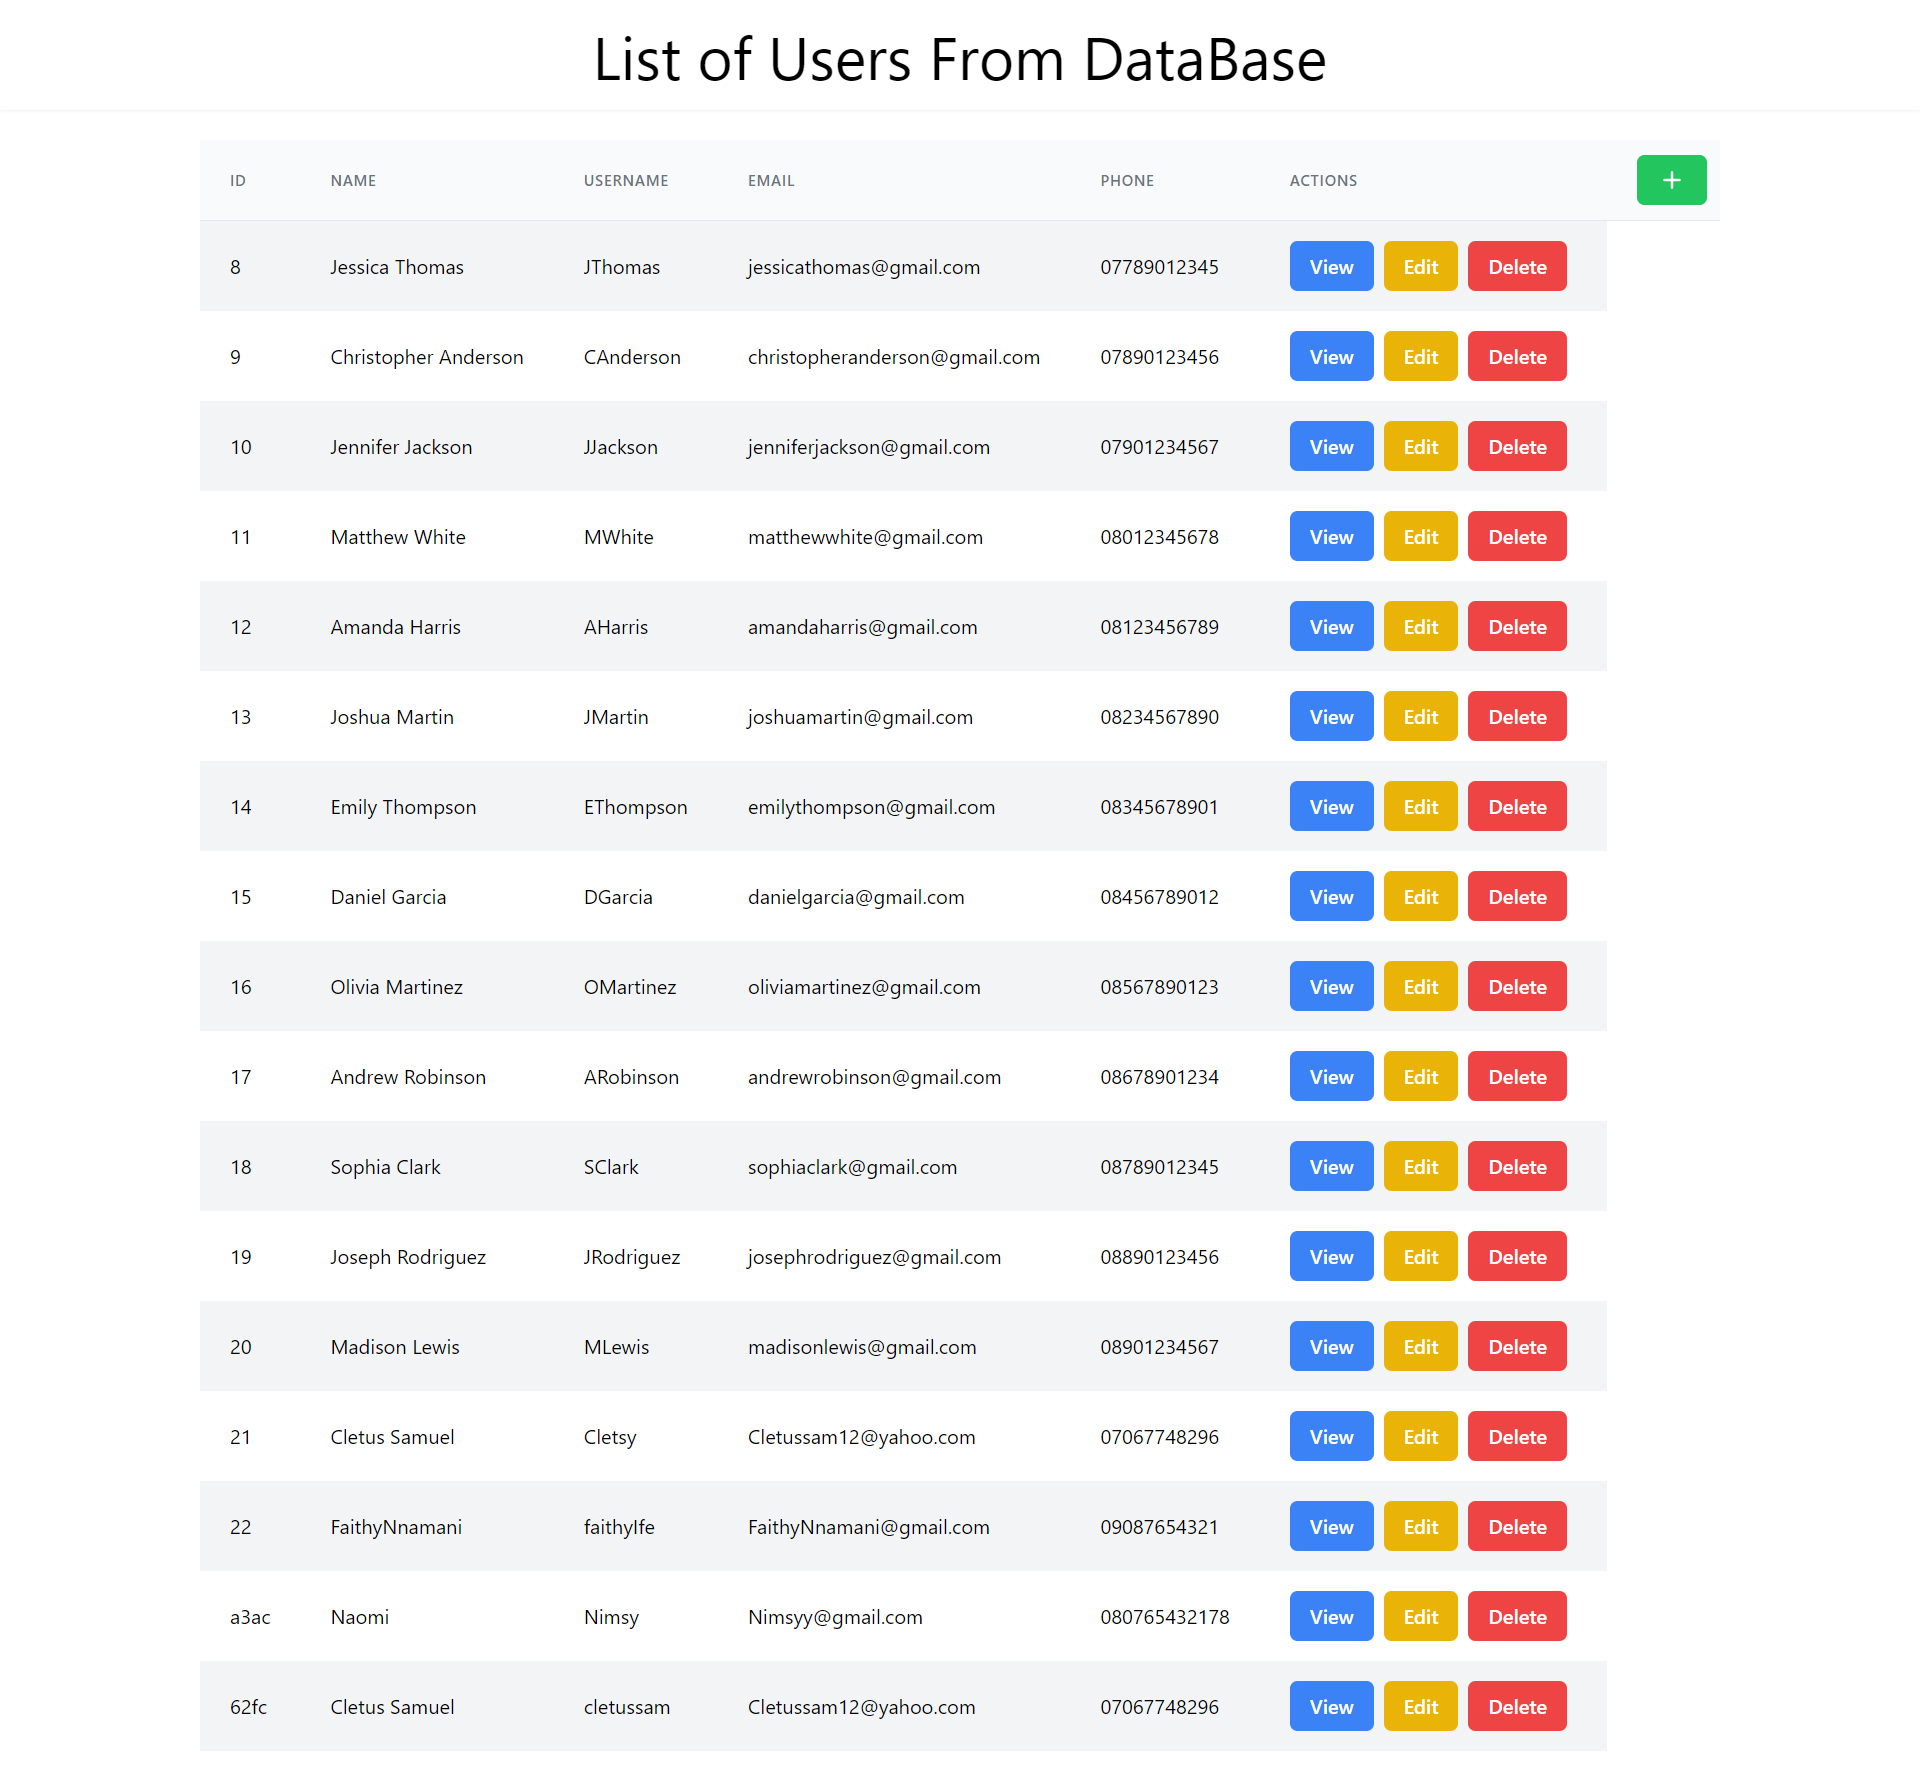 List of Users From DataBase
ID NAME USERNAME EMAIL PHONE ACTIONS +
8 Jessica Thomas JThomas jessicathomas@gmail.com 07789012345 View Edit Delete
9 Christopher Anderson CAnderson christopheranderson@gmail.com 07890123456 View Edit Delete
10 Jennifer Jackson JJackson jenniferjackson@gmail.com 07901234567 View Edit Delete
11 Matthew White MWhite matthewwhite@gmail.com 08012345678 View Edit Delete
12 Amanda Harris AHarris amandaharris@gmail.com 08123456789 View Edit Delete
13 Joshua Martin JMartin joshuamartin@gmail.com 08234567890 View Edit Delete
14 Emily Thompson EThompson emilythompson@gmail.com 08345678901 View Edit Delete
15 Daniel Garcia DGarcia danielgarcia@gmail.com 08456789012 View Edit Delete
16 Olivia Martinez OMartinez oliviamartinez@gmail.com 08567890123 View Edit Delete
17 Andrew Robinson ARobinson andrewrobinson@gmail.com 08678901234 View Edit Delete
18 Sophia Clark SClark sophiaclark@gmail.com 08789012345 View Edit Delete
19 Joseph Rodriguez JRodriguez josephrodriguez@gmail.com 08890123456 View Edit Delete
20 Madison Lewis MLewis madisonlewis@gmail.com 08901234567 View Edit Delete
21 Cletus Samuel Cletsy Cletussam12@yahoo.com 07067748296 View Edit Delete
22 FaithyNnamani faithyIfe FaithyNnamani@gmail.com 09087654321 View Edit Delete
a3ac Naomi Nimsy Nimsyy@gmail.com 080765432178 View Edit Delete
62fc Cletus Samuel cletussam Cletussam12@yahoo.com 07067748296 View Edit Delete